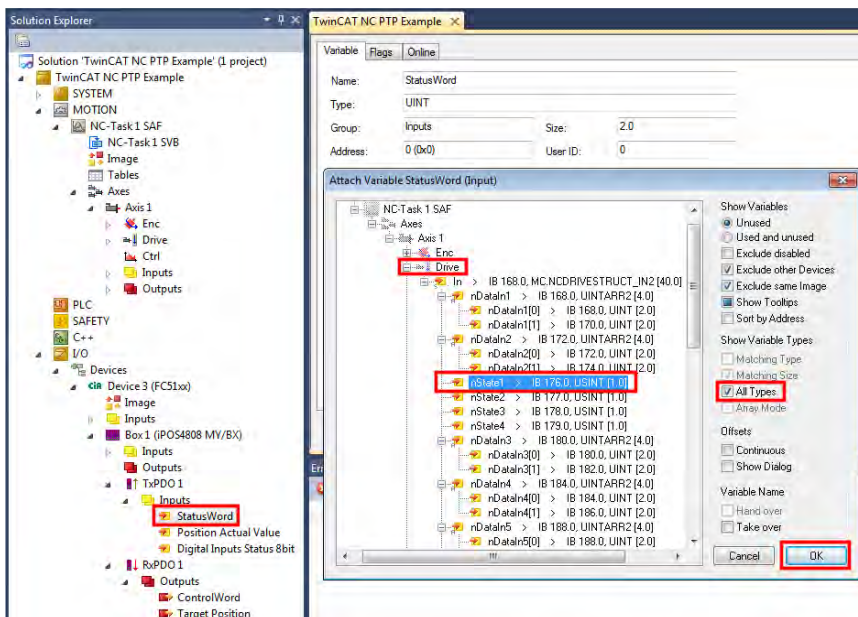 Solution Explorer
Solution 'TwinCAT NC PTP Example' (1 project)
TwinCAT NC PTP Example
SYSTEM
MOTION
NC-Task 1 SAF
NC-Task 1 SVB
Image
Tables
Axes
Axis 1
Enc
Drive
Ctrl
Inputs
Outputs
PLC
SAFETY
C++
I/O
Devices
Device 3 (FC51xx)
Image
Inputs
Box 1 (iPOS4808 MY/BX)
Inputs
Outputs
TxPDO 1
Inputs
StatusWord
Position Actual Value
Digital Inputs Status 8bit
RxPDO 1
Outputs
ControlWord
Target Position
TwinCAT NC PTP Example
Variable Flags Online
Name: StatusWord
Type: UINT
Group: Inputs Size: 2.0
Address: 0 (0x0) User ID: 0
Attach Variable StatusWord (Input)
NC-Task 1 SAF
Axes
Axis 1
Enc
Drive
In > IB 168.0, MC.NCDRIVESTRUCT_IN2 [40.0]
nDataIn1 > IB 168.0, UINTARR2 [4.0]
nDataIn1[0] > IB 168.0, UINT [2.0]
nDataIn1[1] > IB 170.0, UINT [2.0]
nDataIn2 > IB 172.0, UINTARR2 [4.0]
nDataIn2[0] > IB 172.0, UINT [2.0]
nDataIn2[1] > IB 174.0, UINT [2.0]
nState1 > IB 176.0, USINT [1.0]
nState2 > IB 177.0, USINT [1.0]
nState3 > IB 178.0, USINT [1.0]
nState4 > IB 179.0, USINT [1.0]
nDataIn3 > IB 180.0, UINTARR2 [4.0]
nDataIn3[0] > IB 180.0, UINT [2.0]
nDataIn3[1] > IB 182.0, UINT [2.0]
nDataIn4 > IB 184.0, UINTARR2 [4.0]
nDataIn4[0] > IB 184.0, UINT [2.0]
nDataIn4[1] > IB 186.0, UINT [2.0]
nDataIn5 > IB 188.0, UINTARR2 [4.0]
nDataIn5[0] > IB 188.0, UINT [2.0]
Show Variables
Unused
Used and unused
Exclude disabled
Exclude other Devices
Exclude same Image
Show Tooltips
Sort by Address
Show Variable Types
Matching Type
Matching Size
All Types
Array Mode
Offsets
Continuous
Show Dialog
Variable Name
Hand over
Take over
Cancel OK